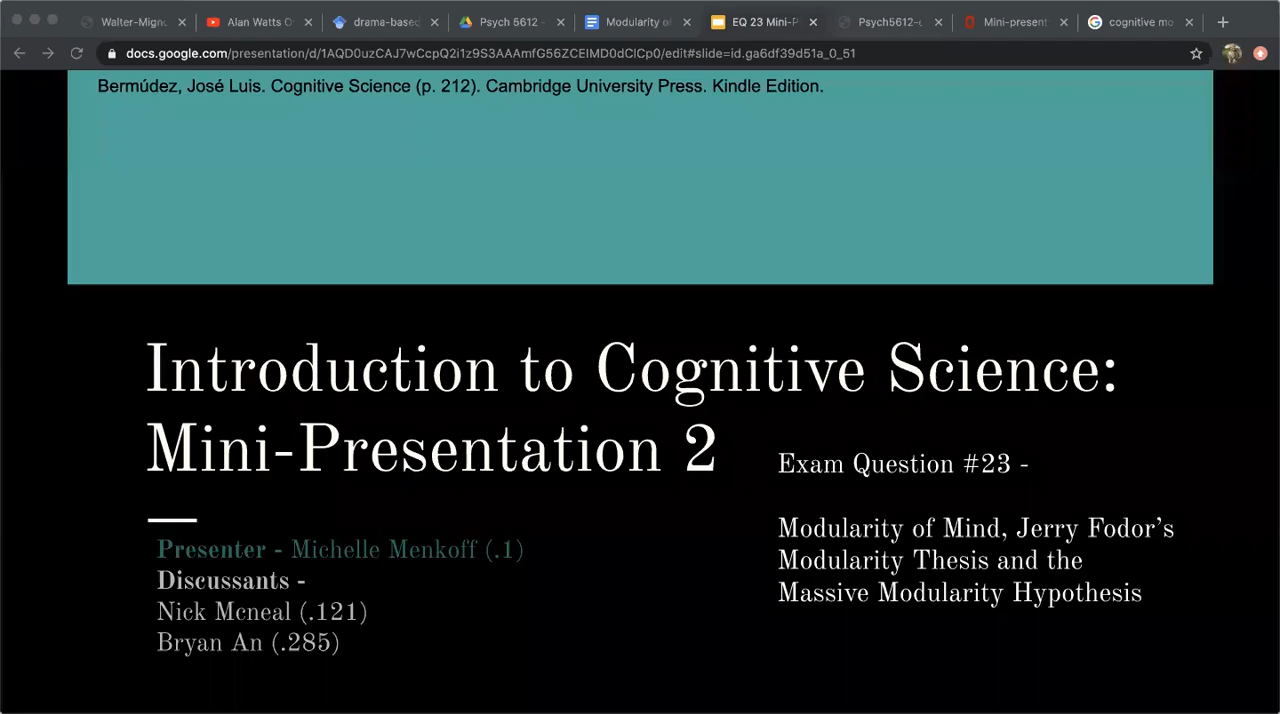 Walter-Mign
Alan Watts O
drama-based
Psych 5612 -
Modularity of
EQ 23 Mini-P
Psych5612-
Mini-present
cognitive mo
docs.google.com/presentation/d/1AQD0uzCAJ7wCcpQ2i1z9S3AAAmfG56ZCEIMD0dClCp0/edit#slide=id.ga6df39d51a_0_51
Bermúdez, José Luis. Cognitive Science (p. 212). Cambridge University Press. Kindle Edition.
Introduction to Cognitive Science:
Mini-Presentation 2
Exam Question #23 -
Modularity of Mind, Jerry Fodor's
Modularity Thesis and the
Massive Modularity Hypothesis
Presenter - Michelle Menkoff (.1)
Discussants -
Nick Mcneal (.121)
Bryan An (.285)